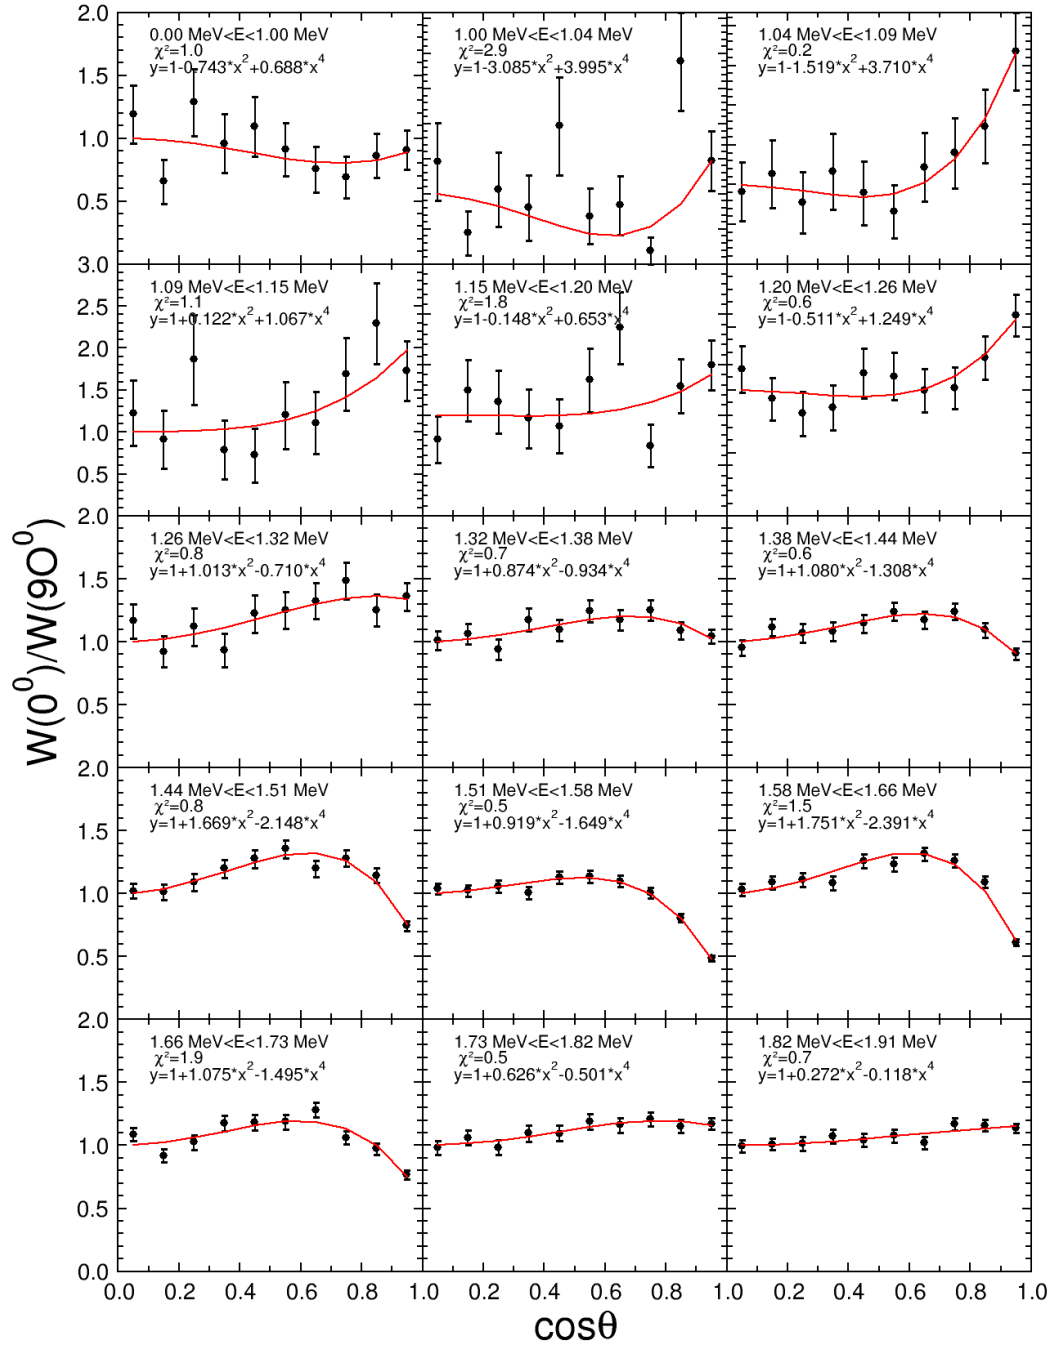 2.0
0.00 MeV<E<1.00 MeV
χ²=1.0
y=1-0.743*x²+0.688*x⁴
1.00 MeV<E<1.04 MeV
χ²=2.9
y=1-3.085*x²+3.995*x⁴
1.04 MeV<E<1.09 MeV
χ²=0.2
y=1-1.519*x²+3.710*x⁴
1.5
1.0
0.5
3.0
1.09 MeV<E<1.15 MeV
χ²=1.1
y=1+0.122*x²+1.067*x⁴
1.15 MeV<E<1.20 MeV
χ²=1.8
y=1-0.148*x²+0.653*x⁴
1.20 MeV<E<1.26 MeV
χ²=0.6
y=1-0.511*x²+1.249*x⁴
2.5
2.0
1.5
1.0
0.5
2.0
1.26 MeV<E<1.32 MeV
χ²=0.8
y=1+1.013*x²-0.710*x⁴
1.32 MeV<E<1.38 MeV
χ²=0.7
y=1+0.874*x²-0.934*x⁴
1.38 MeV<E<1.44 MeV
χ²=0.6
y=1+1.080*x²-1.308*x⁴
1.5
1.0
0.5
W(0⁰)/W(90⁰)
2.0
1.44 MeV<E<1.51 MeV
χ²=0.8
y=1+1.669*x²-2.148*x⁴
1.51 MeV<E<1.58 MeV
χ²=0.5
y=1+0.919*x²-1.649*x⁴
1.58 MeV<E<1.66 MeV
χ²=1.5
y=1+1.751*x²-2.391*x⁴
1.5
1.0
0.5
2.0
1.66 MeV<E<1.73 MeV
χ²=1.9
y=1+1.075*x²-1.495*x⁴
1.73 MeV<E<1.82 MeV
χ²=0.5
y=1+0.626*x²-0.501*x⁴
1.82 MeV<E<1.91 MeV
χ²=0.7
y=1+0.272*x²-0.118*x⁴
1.5
1.0
0.5
0.0
0.0 0.2 0.4 0.6 0.8 1.0 0.2 0.4 0.6 0.8 1.0 0.2 0.4 0.6 0.8 1.0
cosθ